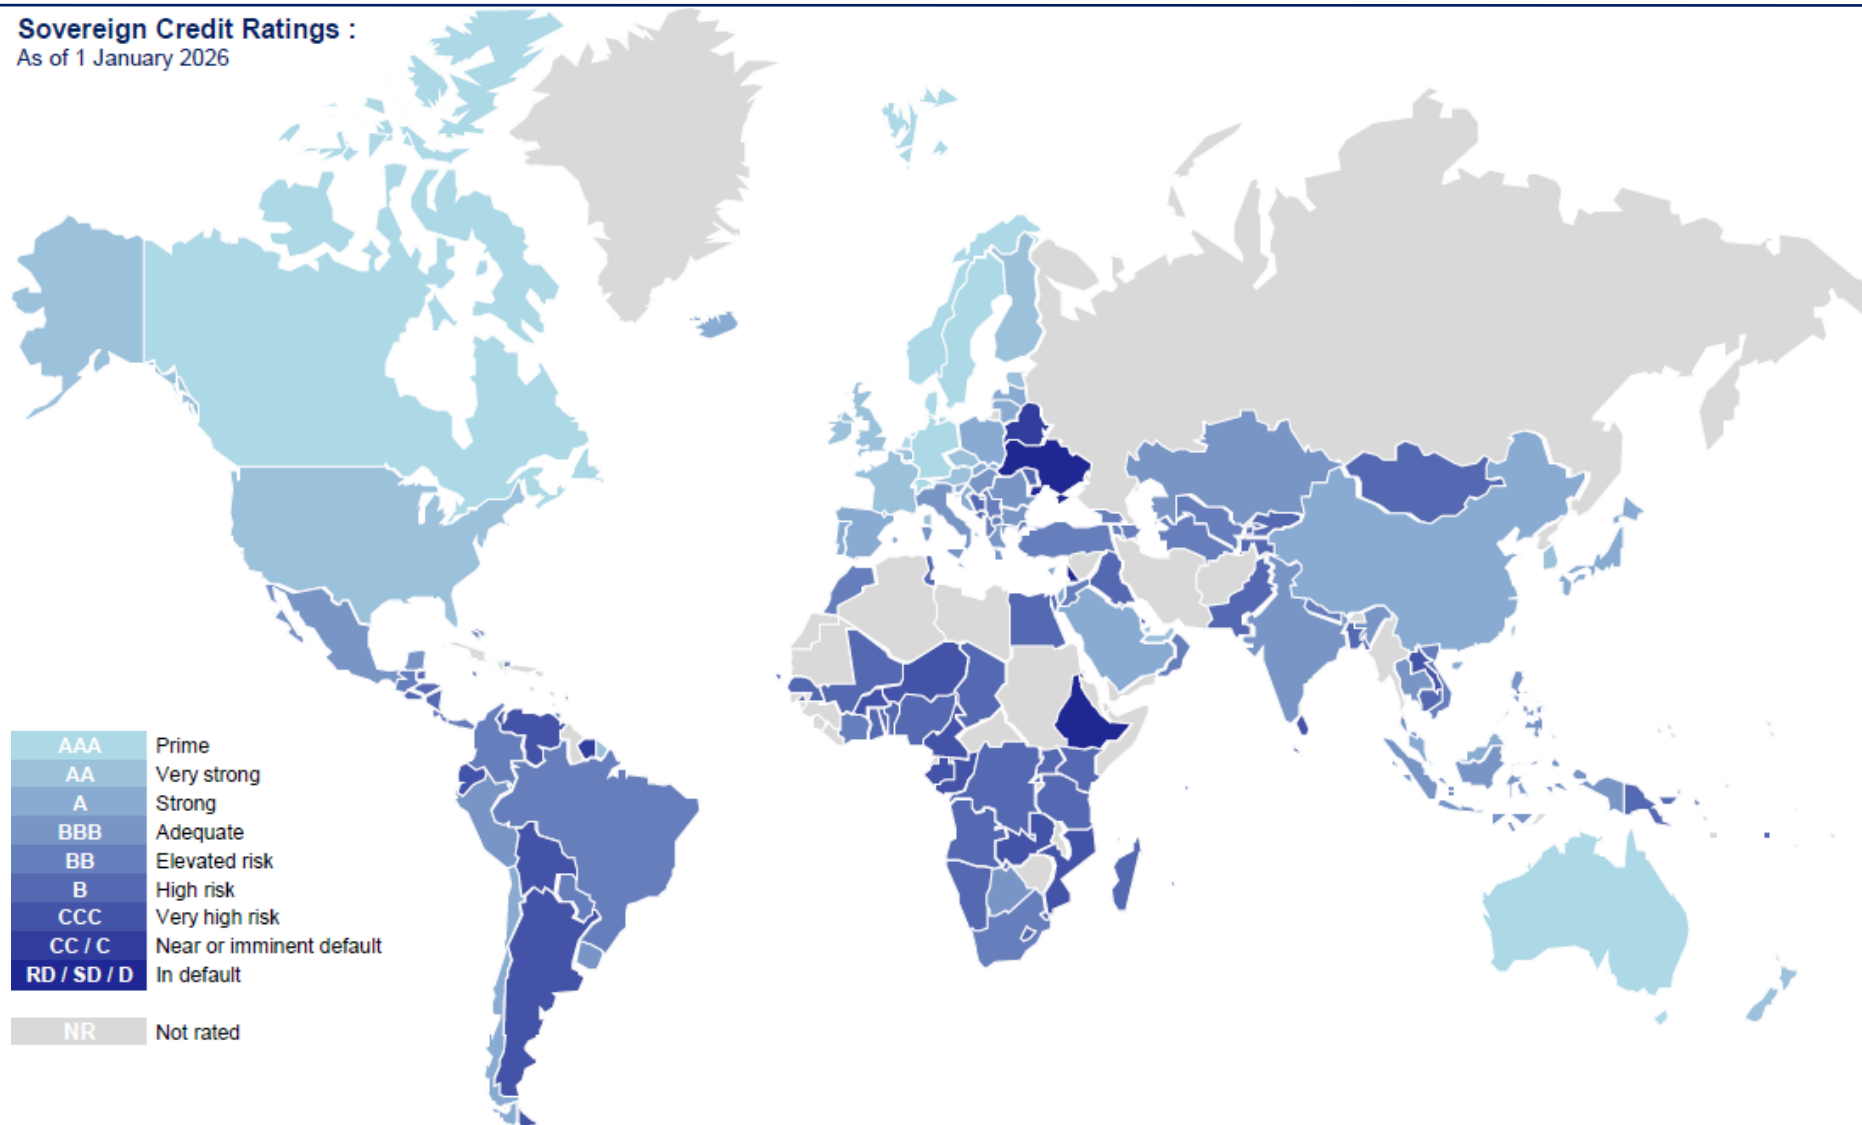 Sovereign Credit Ratings :
As of 1 January 2026
AAA Prime
AA Very strong
A Strong
BBB Adequate
BB Elevated risk
B High risk
CCC Very high risk
CC / C Near or imminent default
RD / SD / D In default
NR Not rated